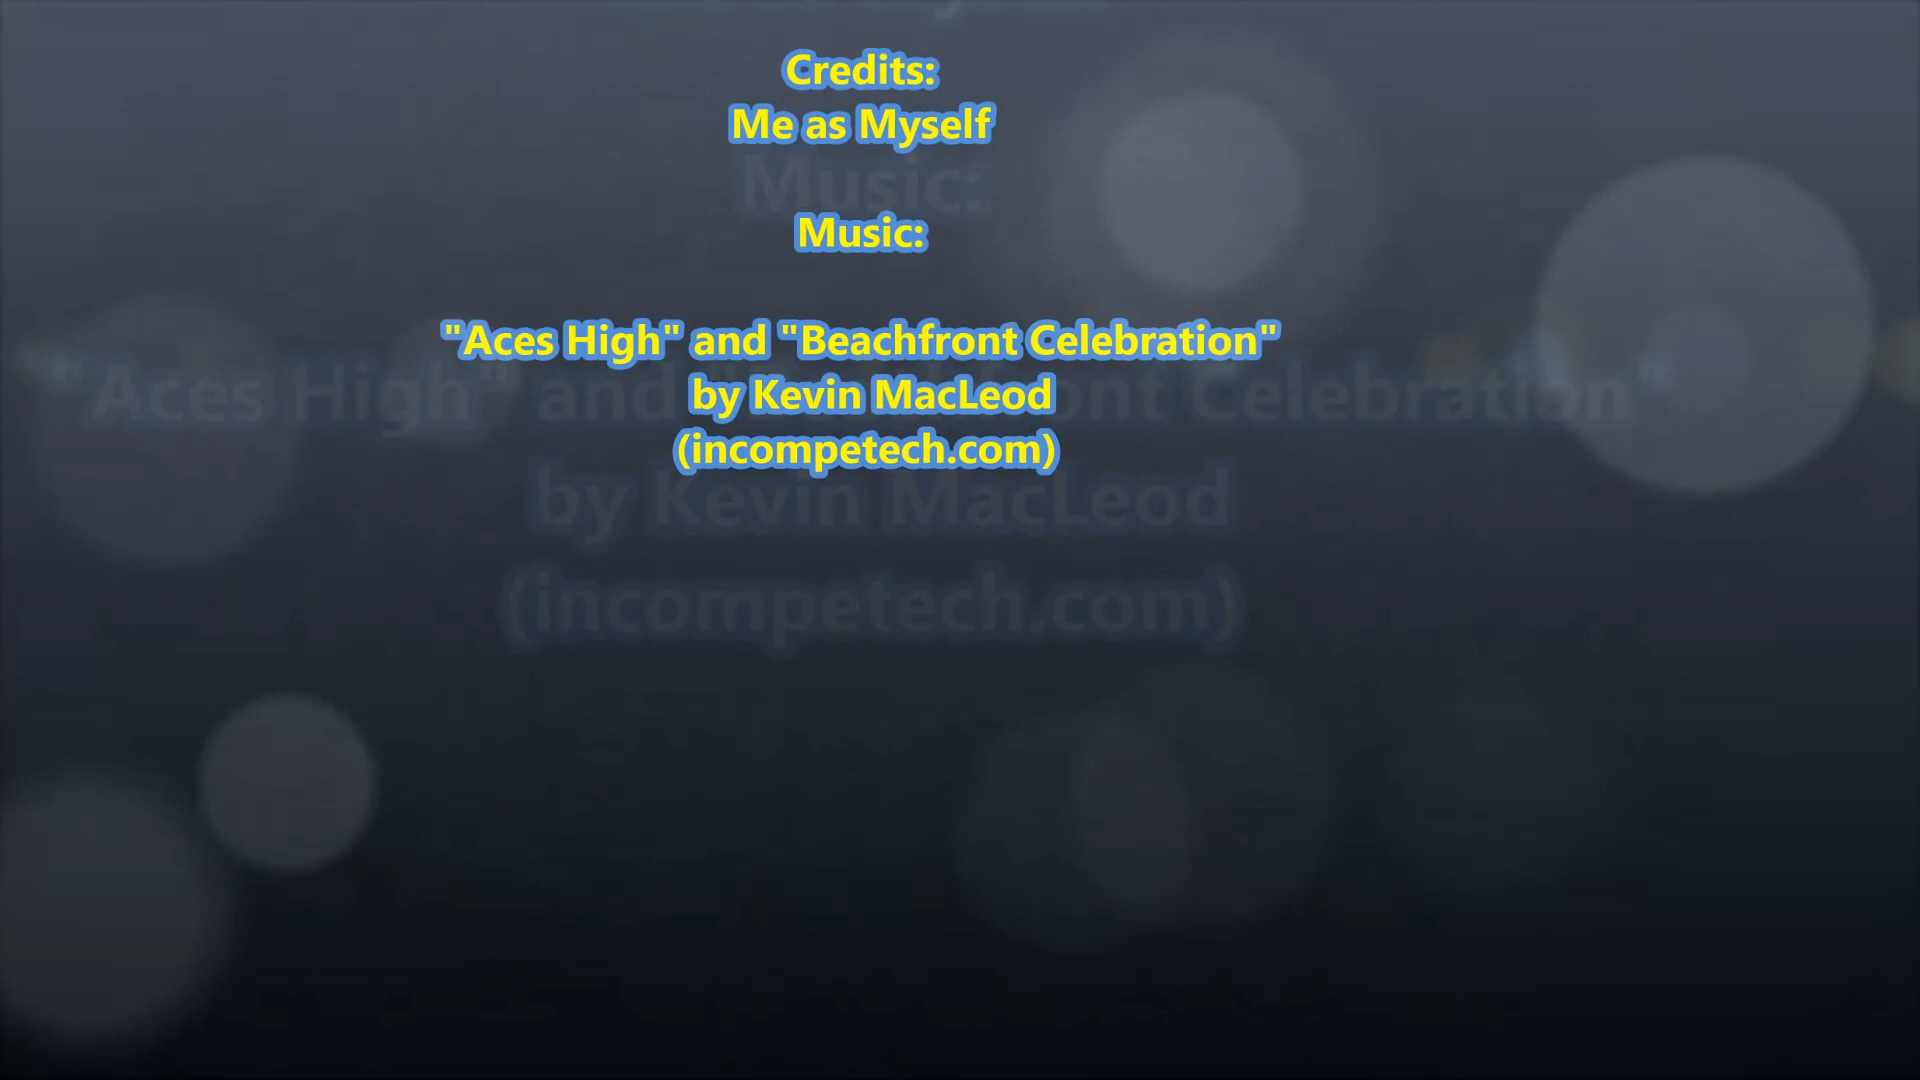 Credits:
Me as Myself
Music:
"Aces High" and "Beachfront Celebration"
by Kevin MacLeod
(incompetech.com)